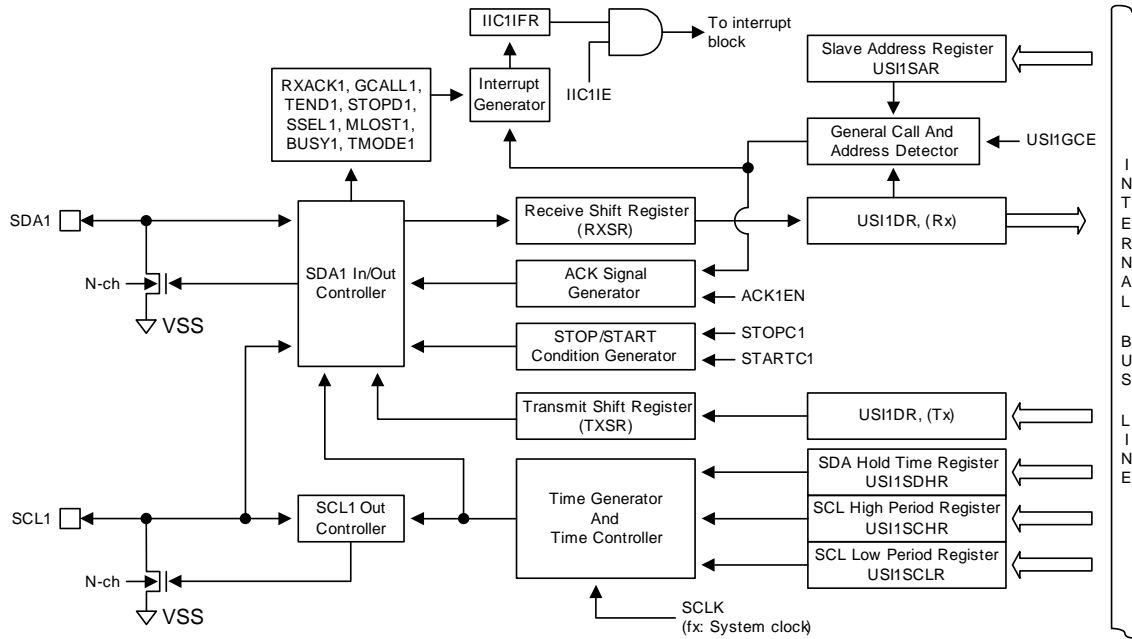 IIC1IFR
To interrupt
block
Slave Address Register
USI1SAR
RXACK1, GCALL1,
TEND1, STOPD1,
SSEL1, MLOST1,
BUSY1, TMODE1
Interrupt
Generator
IIC1IE
General Call And
Address Detector
USI1GCE
SDA1
Receive Shift Register
(RXSR)
USI1DR, (Rx)
N-ch
SDA1 In/Out
Controller
ACK Signal
Generator
ACK1EN
VSS
STOP/START
Condition Generator
STOPC1
STARTC1
Transmit Shift Register
(TXSR)
USI1DR, (Tx)
SDA Hold Time Register
USI1SDHR
SCL1
SCL1 Out
Controller
Time Generator
And
Time Controller
SCL High Period Register
USI1SCHR
SCL Low Period Register
USI1SCLR
N-ch
VSS
SCLK
(fx: System clock)
INTERNAL BUS LINE